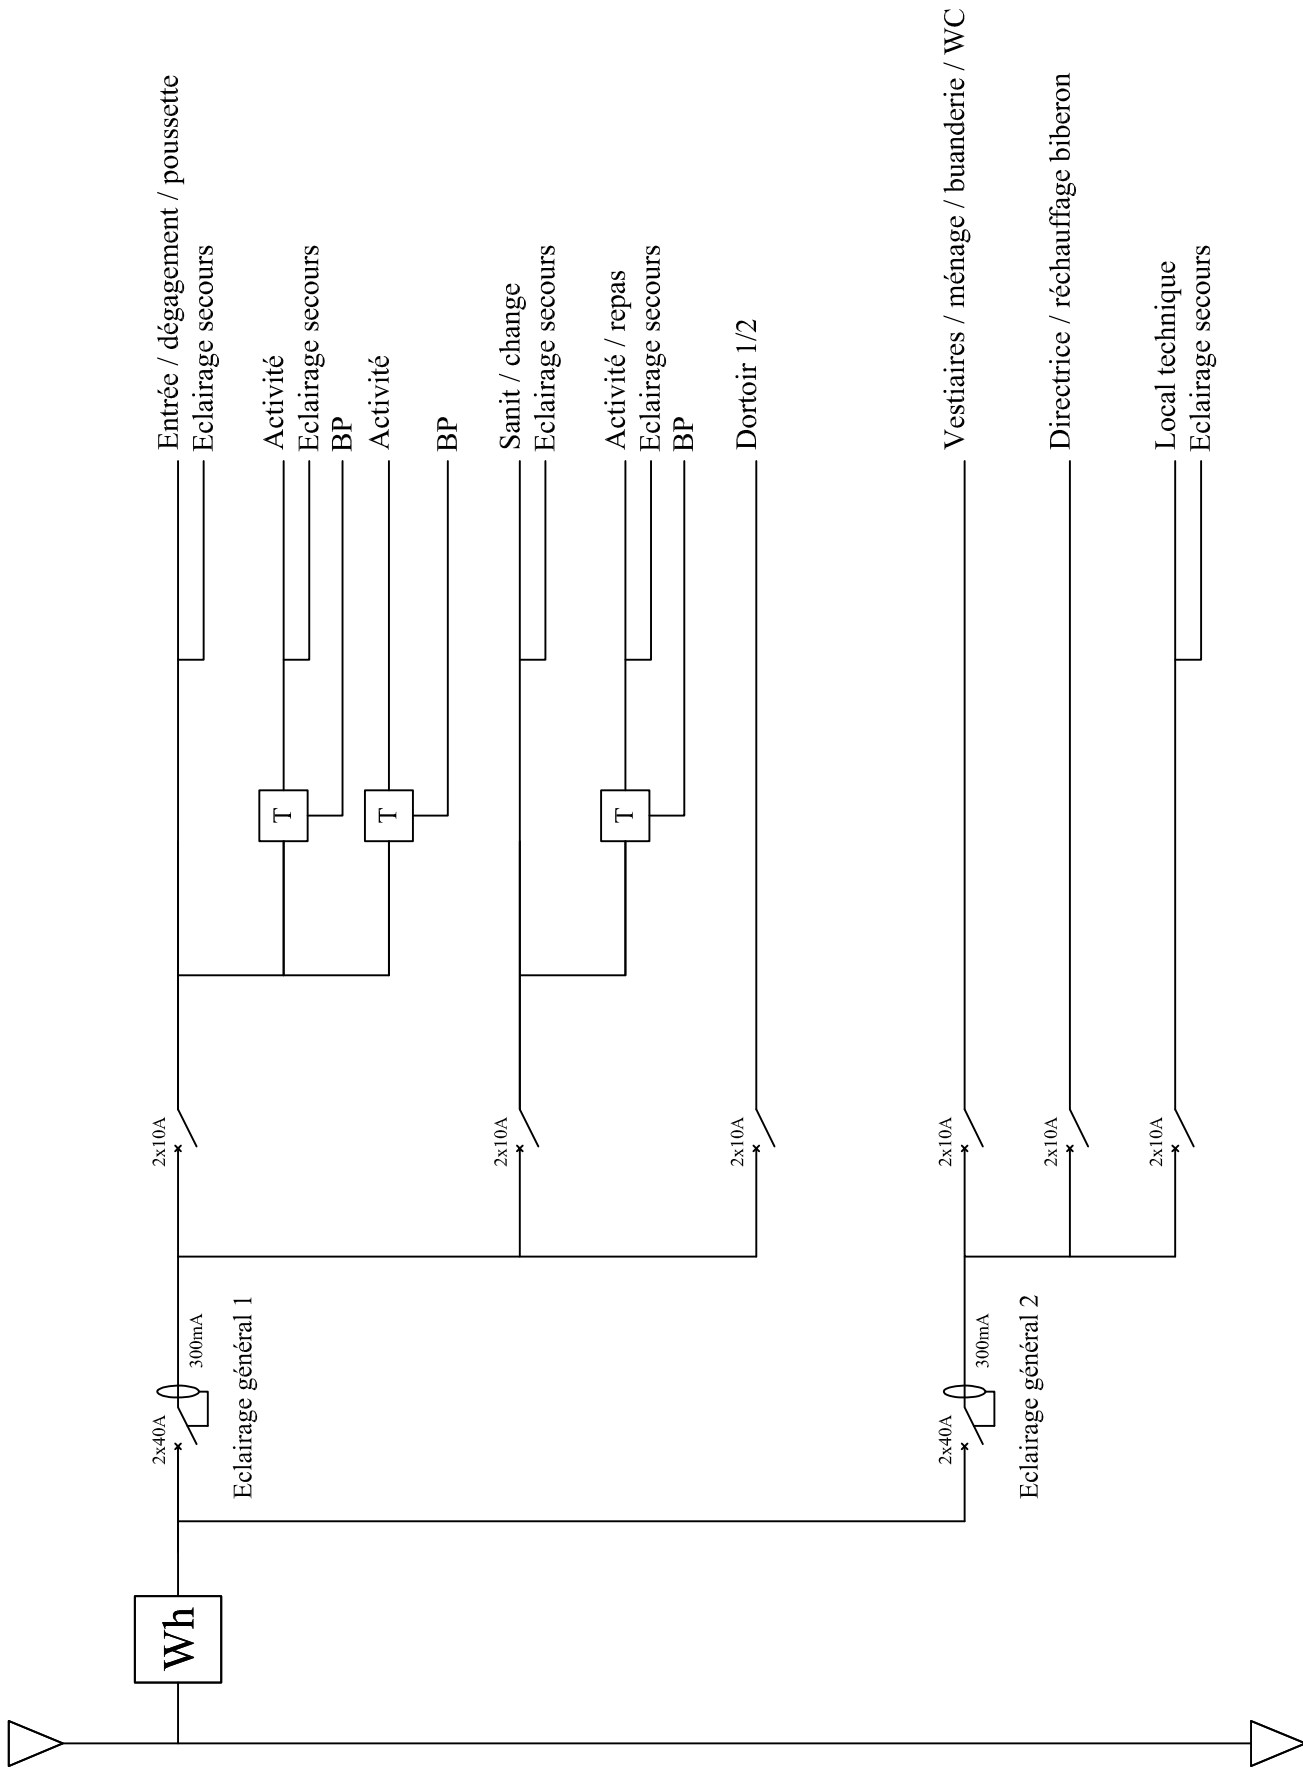 Wh
2x40A
300mA
Eclairage général 1
2x10A
Entrée / dégagement / poussette
Eclairage secours
T
Activité
Eclairage secours
BP
T
Activité
BP
2x10A
Sanit / change
Eclairage secours
T
Activité / repas
Eclairage secours
BP
2x10A
Dortoir 1/2
2x40A
300mA
Eclairage général 2
2x10A
Vestiaires / ménage / buanderie / WC
2x10A
Directrice / réchauffage biberon
2x10A
Local technique
Eclairage secours